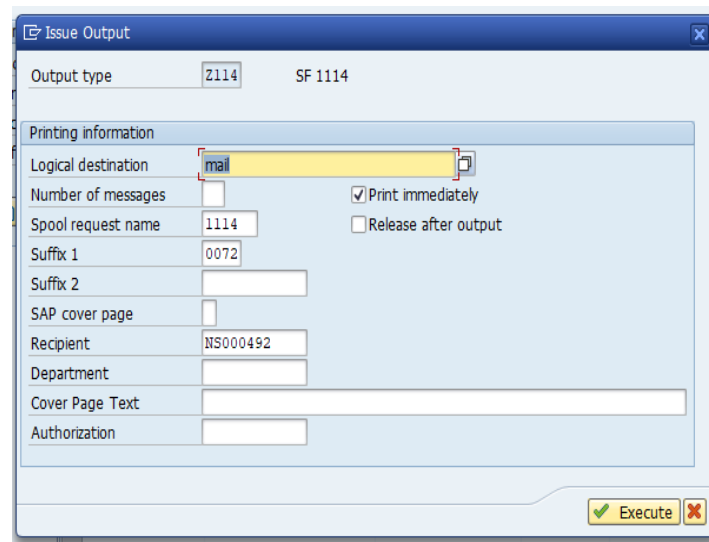 Issue Output
Output type Z114 SF 1114
Printing information
Logical destination mail
Number of messages Print immediately
Spool request name 1114 Release after output
Suffix 1 0072
Suffix 2
SAP cover page
Recipient NS000492
Department
Cover Page Text
Authorization
Execute